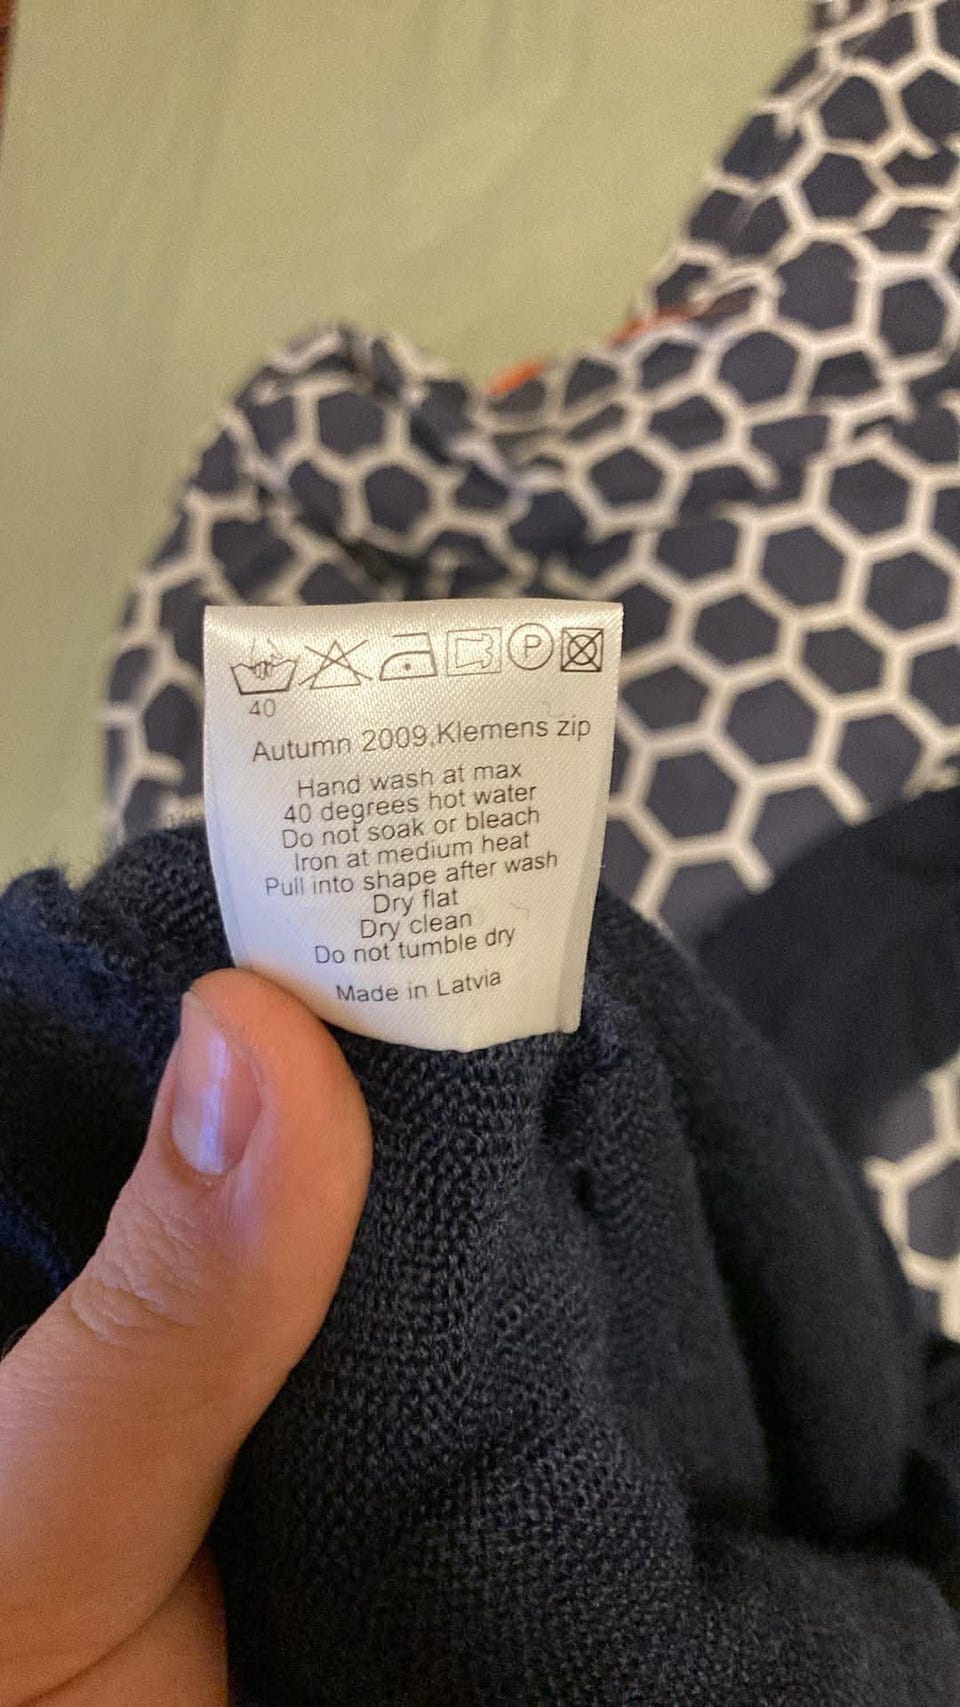 P
40
Autumn 2009.Klemens zip
Hand wash at max
40 degrees hot water
Do not soak or bleach
Iron at medium heat
Pull into shape after wash
Dry flat
Dry clean
Do not tumble dry
Made in Latvia